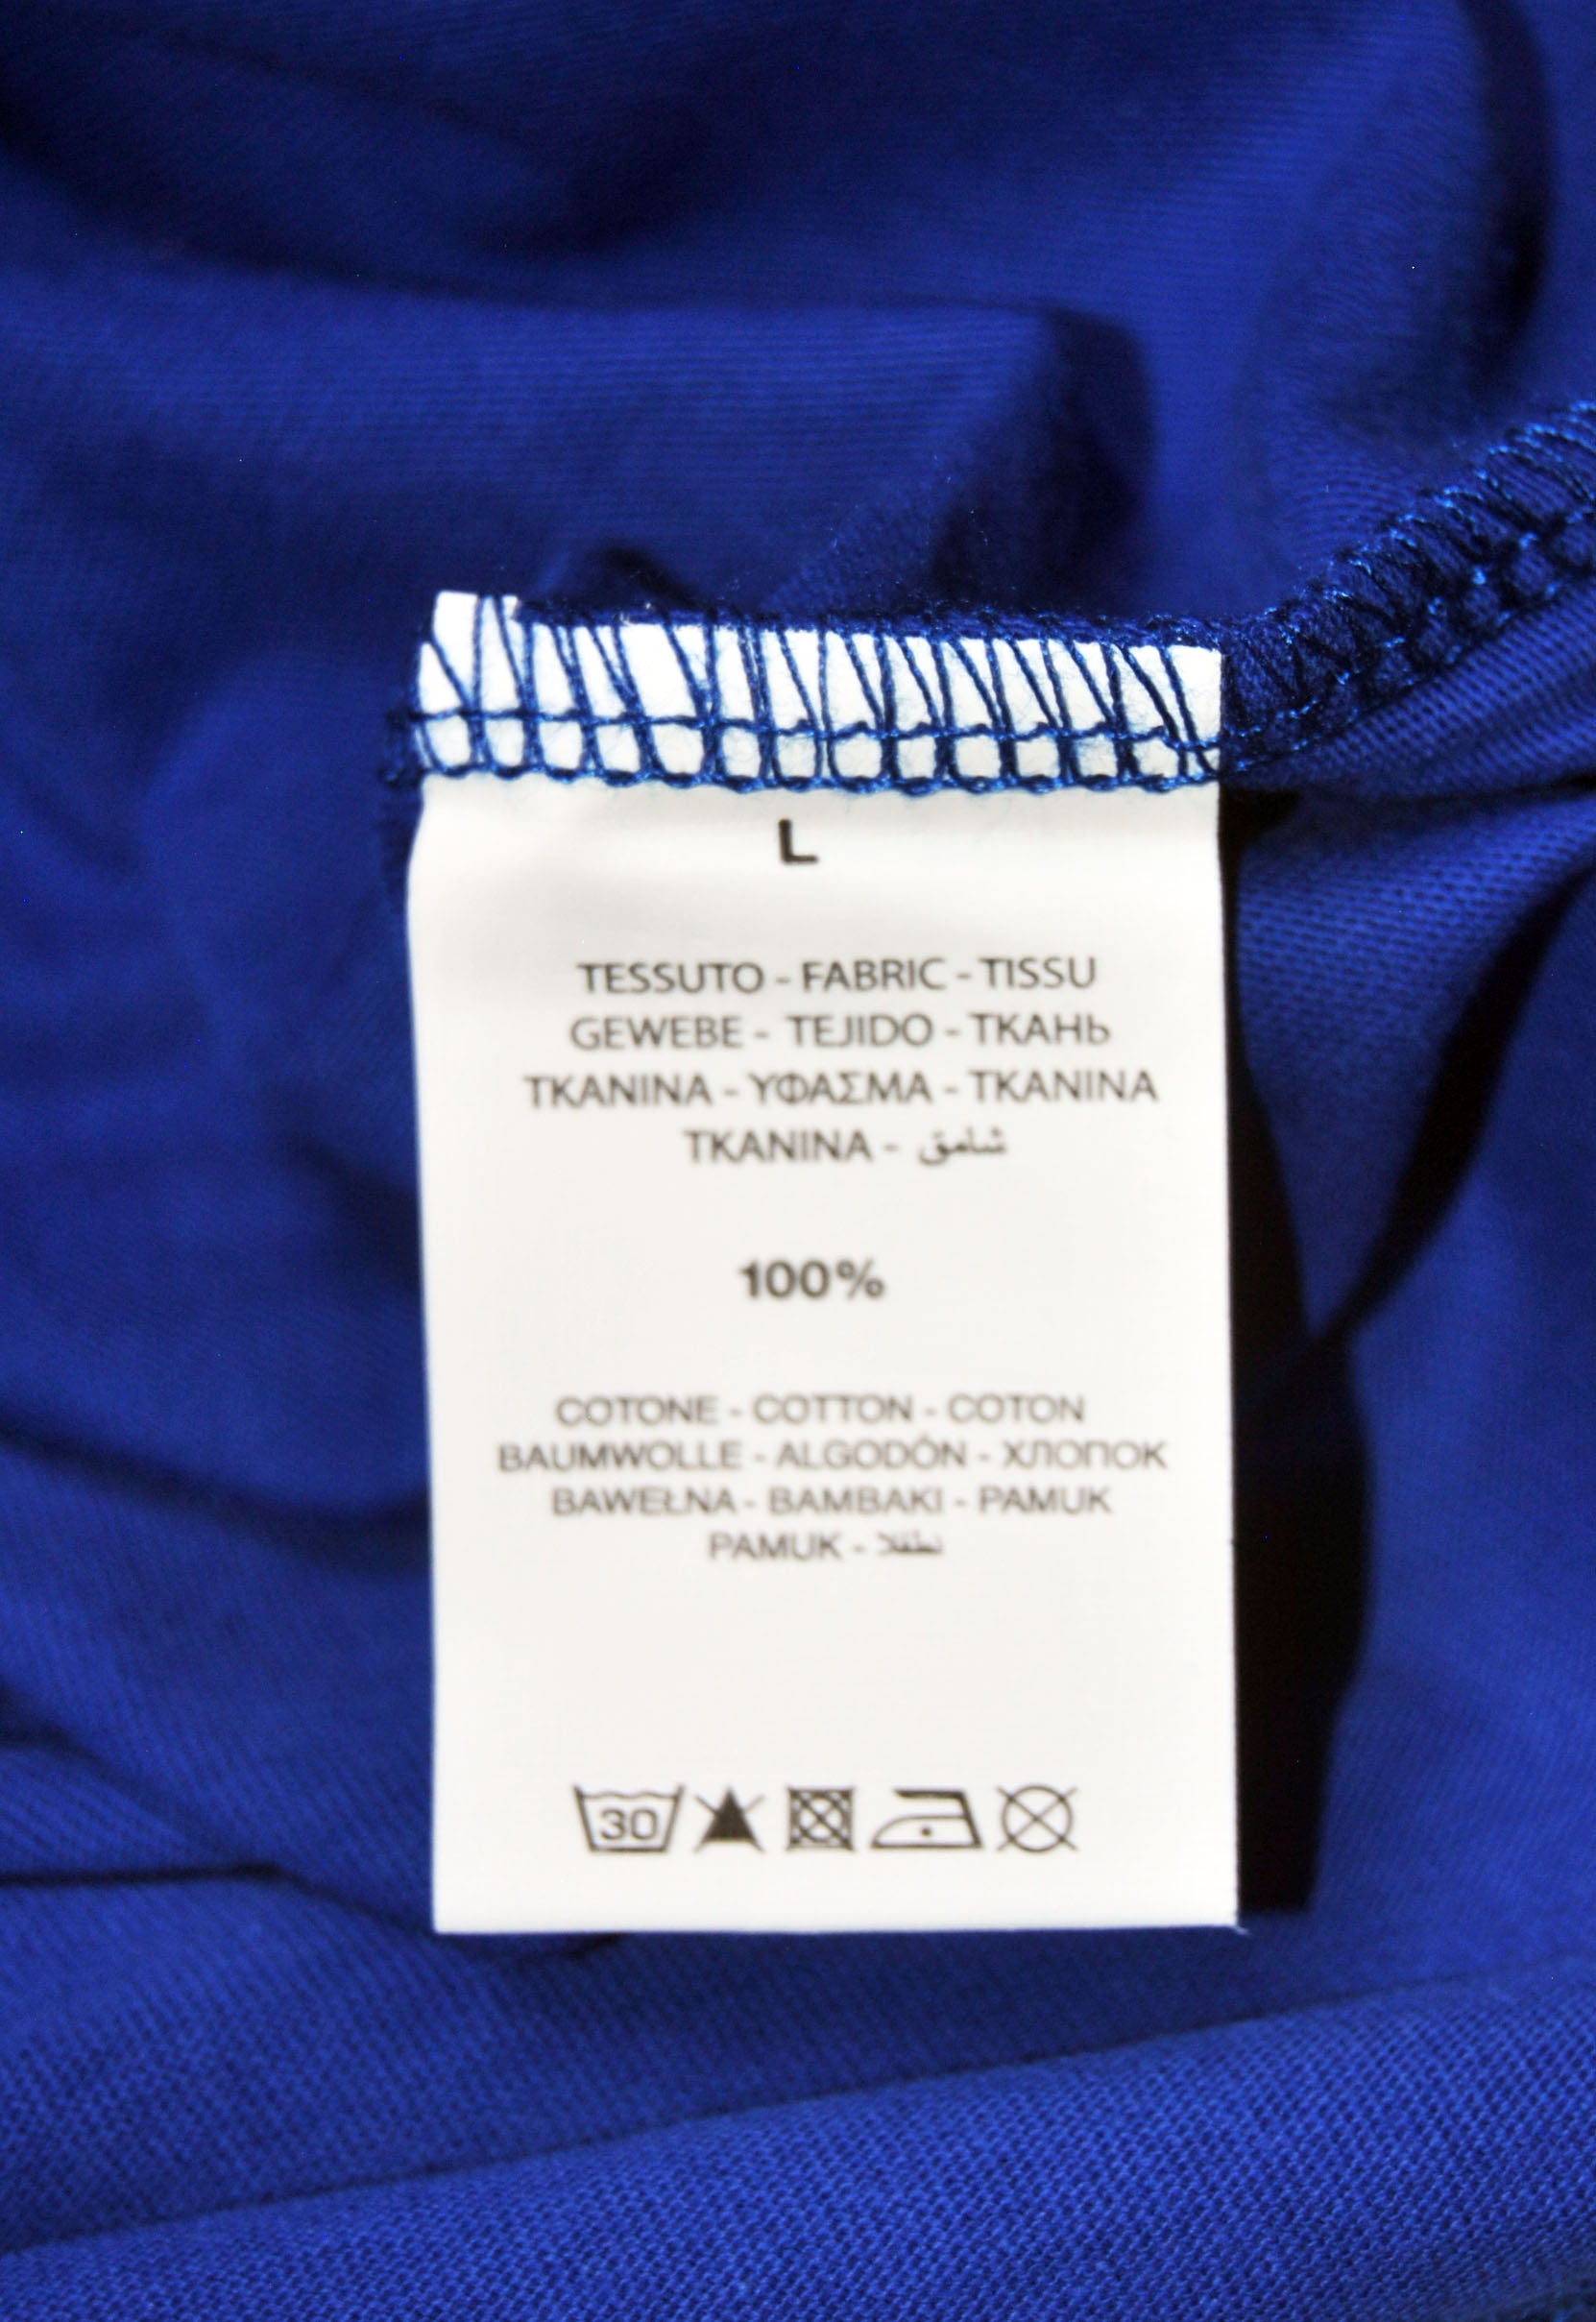 L
TESSUTO - FABRIC - TISSU
GEWEBE - TEJIDO - ТКАНЬ
TKANINA - ΥΦΑΣΜΑ - TKANINA
TKANINA - شامق
100%
COTONE - COTTON - COTON
BAUMWOLLE - ALGODÓN - ХЛОПОК
BAWEŁNA - BAMBAKI - PAMUK
PAMUK -
30